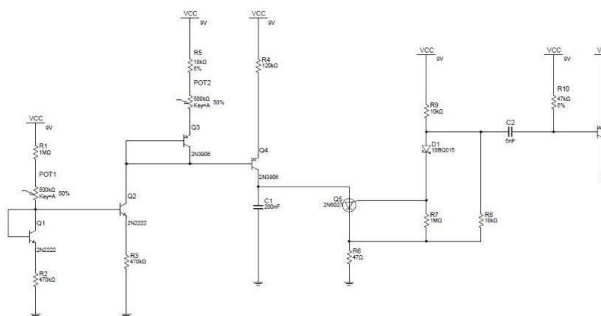 VCC
9V
R5
10kΩ
5%
POT2
500kΩ
Key=A 50%
Q3
2N3906
VCC
9V
R4
120kΩ
Q4
2N3906
C1
200nF
VCC
9V
R1
1MΩ
POT1
500kΩ
Key=A 50%
Q1
2N2222
R2
470kΩ
Q2
2N2222
R3
470kΩ
Q5
2N6027
R6
47Ω
VCC
9V
R9
10kΩ
D1
10BQ015
R7
1MΩ
R8
10kΩ
C2
5nF
VCC
9V
R10
47kΩ
5%